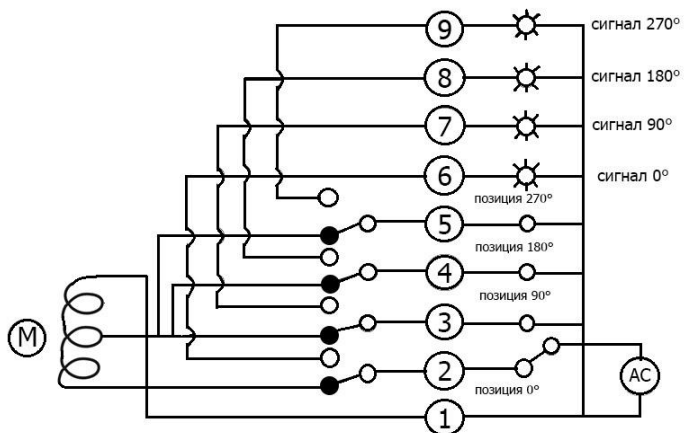 9
сигнал 270°
8
сигнал 180°
7
сигнал 90°
6
сигнал 0°
позиция 270°
5
позиция 180°
4
позиция 90°
3
M
2
AC
позиция 0°
1